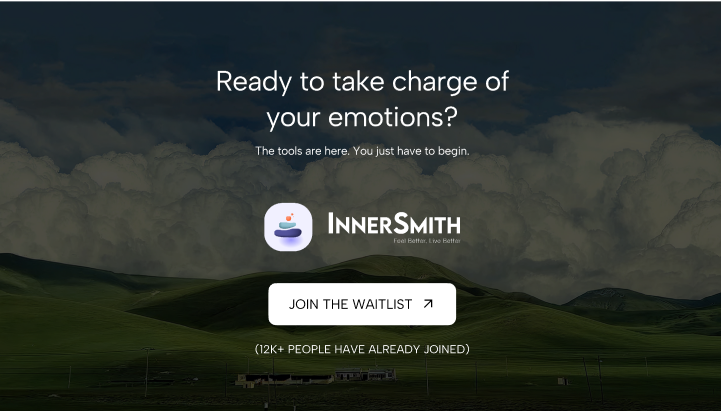 Ready to take charge of
your emotions?
The tools are here. You just have to begin.
INNERSMITH
Feel Better. Live Better
JOIN THE WAITLIST
(12K+ PEOPLE HAVE ALREADY JOINED)